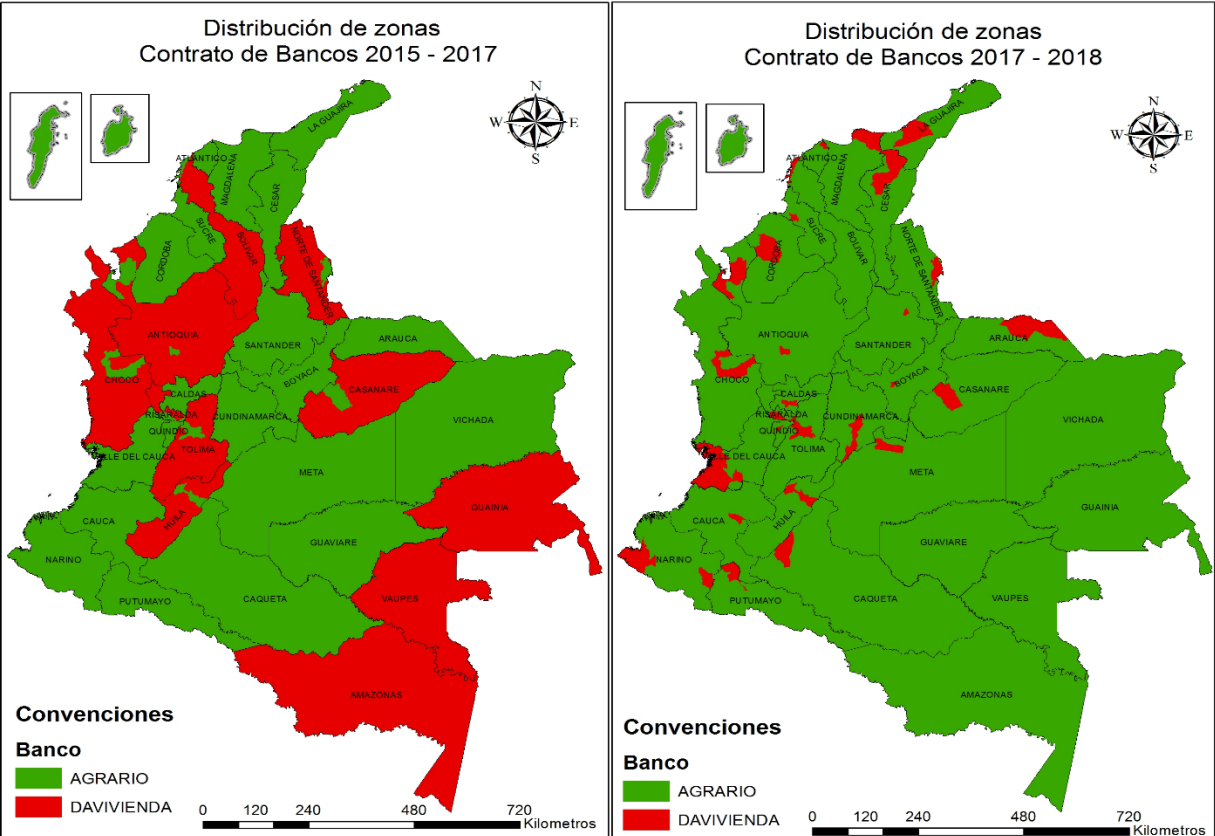 Distribución de zonas
Contrato de Bancos 2015 - 2017
N
W
E
S
LA GUAJIRA
ATLANTICO
MAGDALENA
CESAR
SUCRE
BOLIVAR
NORTE DE SANTANDER
CORDOBA
ANTIOQUIA
SANTANDER
ARAUCA
CHOCO
BOYACA
CASANARE
CALDAS
RISARALDA
CUNDINAMARCA
VICHADA
QUINDIO
TOLIMA
VALLE DEL CAUCA
META
HUILA
GUAINIA
CAUCA
GUAVIARE
NARINO
PUTUMAYO
CAQUETA
VAUPES
AMAZONAS
Convenciones
Banco
AGRARIO
DAVIVIENDA
0 120 240 480 720
Kilometros
Distribución de zonas
Contrato de Bancos 2017 - 2018
N
W
E
S
LA GUAJIRA
ATLANTICO
MAGDALENA
CESAR
SUCRE
BOLIVAR
NORTE DE SANTANDER
CORDOBA
ANTIOQUIA
SANTANDER
ARAUCA
CHOCO
BOYACA
CASANARE
CALDAS
RISARALDA
CUNDINAMARCA
VICHADA
QUINDIO
TOLIMA
VALLE DEL CAUCA
META
HUILA
GUAINIA
CAUCA
GUAVIARE
NARINO
PUTUMAYO
CAQUETA
VAUPES
AMAZONAS
Convenciones
Banco
AGRARIO
DAVIVIENDA
0 120 240 480 720
Kilometros